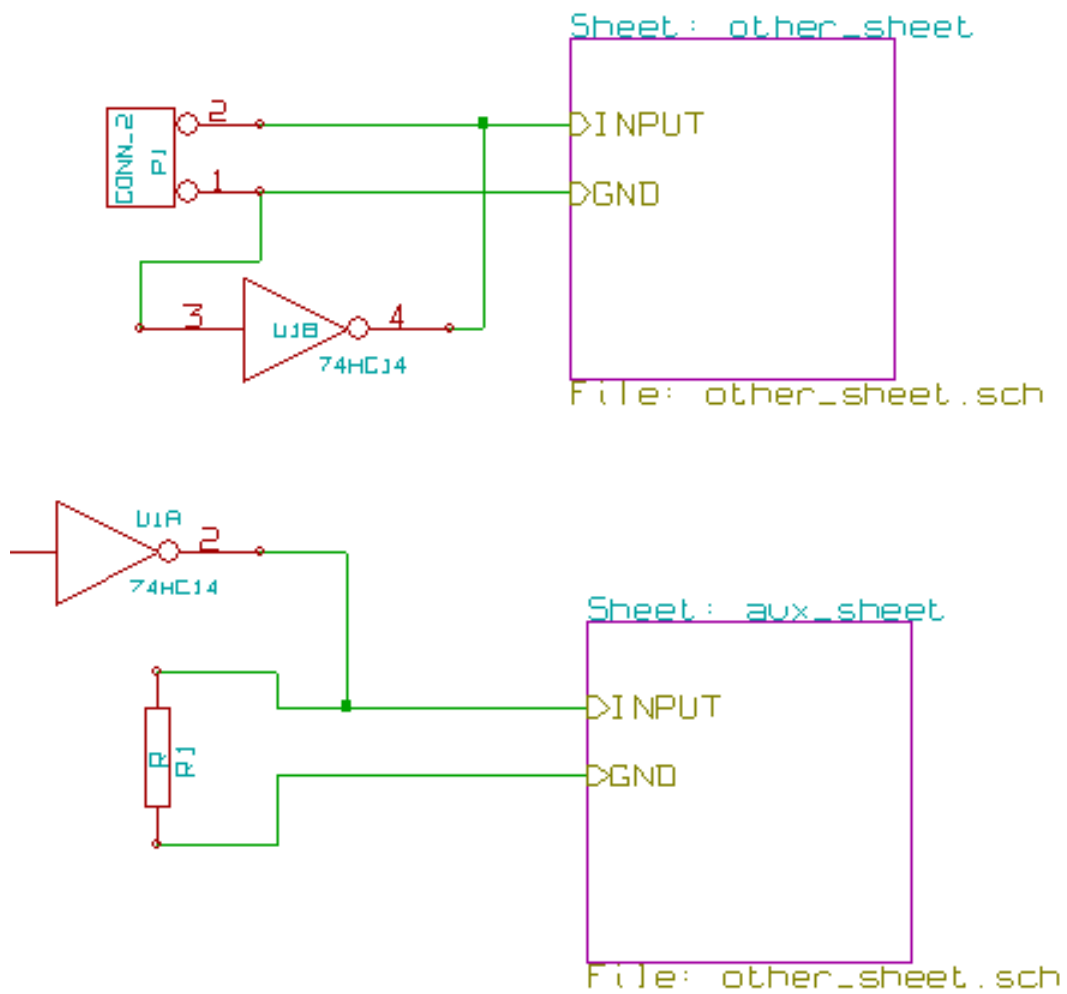 Sheet: other_sheet
2
INPUT
CONN_2
P1
1
GND
3
U1B
4
74HC14
File: other_sheet.sch
U1A
2
74HC14
Sheet: aux_sheet
INPUT
R
R1
GND
File: other_sheet.sch